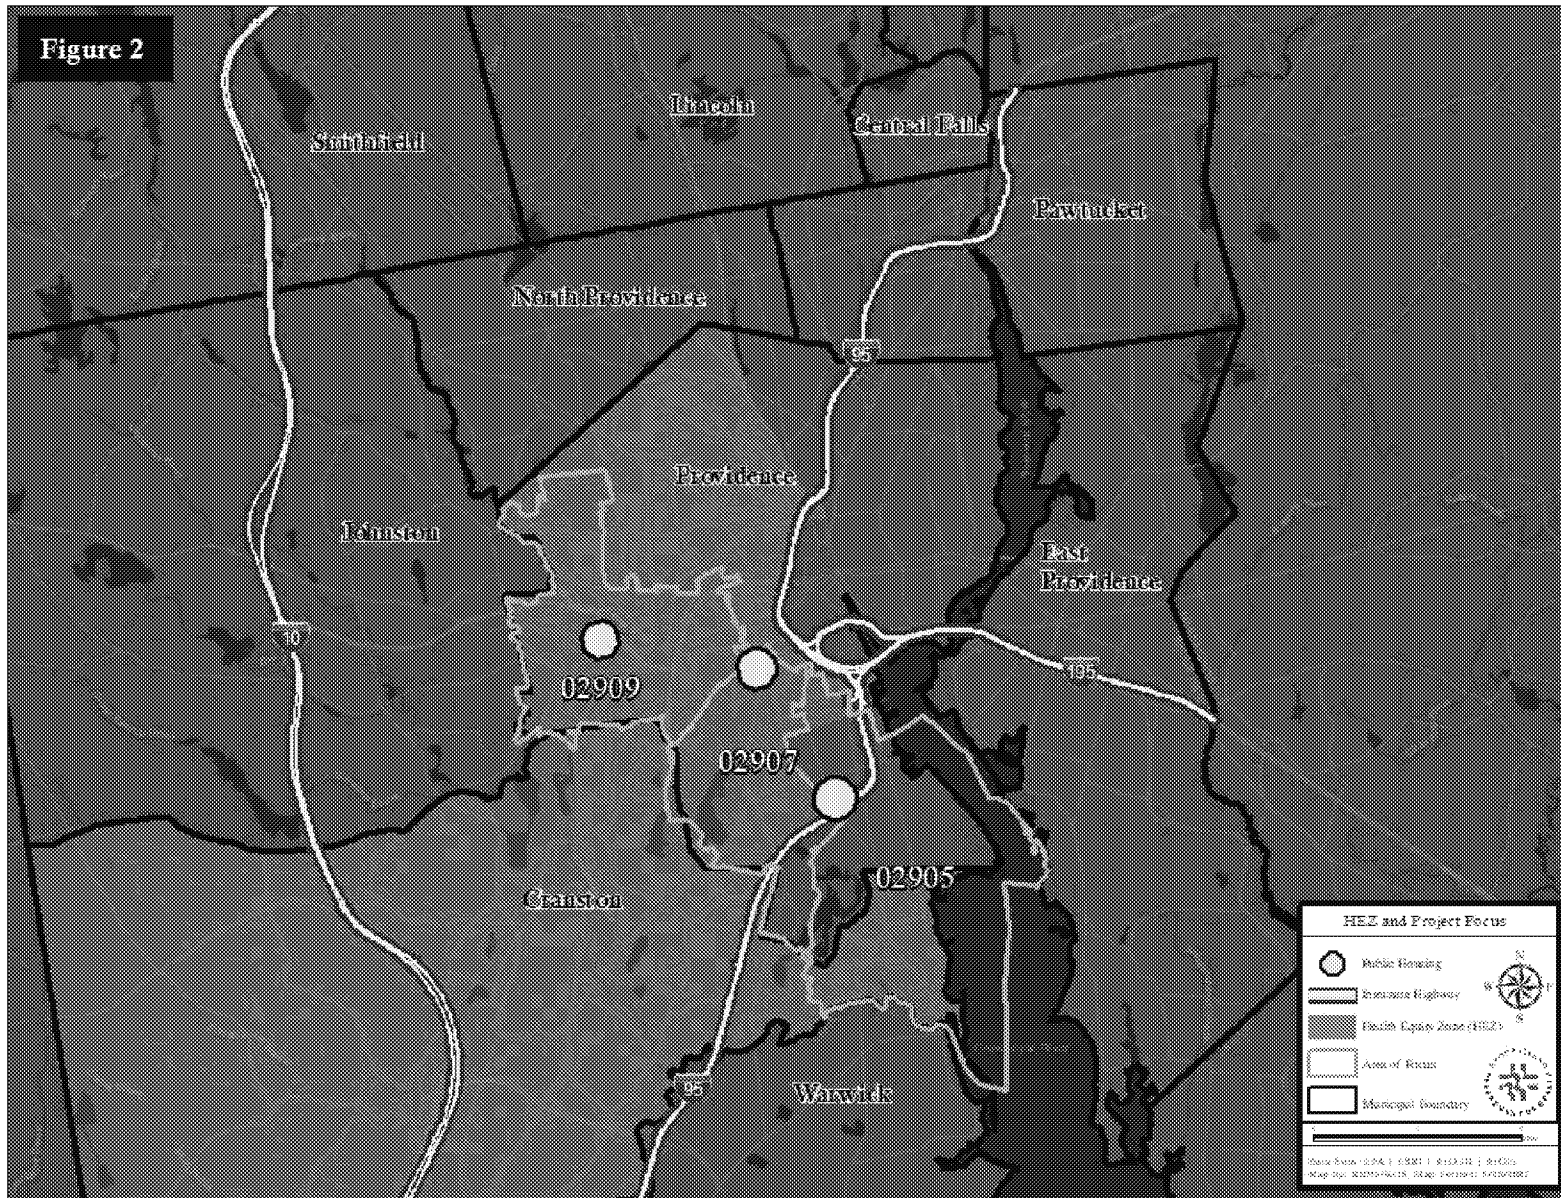 Figure 2
Smithfield
Lincoln
Central Falls
Pawtucket
North Providence
95
Providence
Johnston
East
Providence
02909
195
02907
02905
Cranston
95
Warwick
HEZ and Project Focus
Public Housing
Interstate Highway
Health Equity Zone (HEZ)
Area of Focus
Municipal Boundary
N
W
E
S